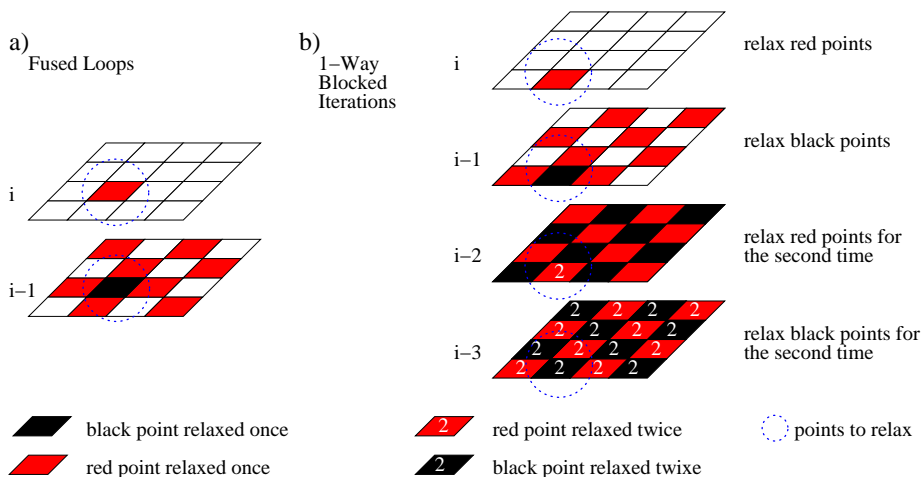 a)
Fused Loops
i
i−1
b)
1−Way
Blocked
Iterations
i
relax red points
i−1
relax black points
i−2
relax red points for
the second time
2
i−3
relax black points for
the second time
2 2 2 2
2 2 2 2
2 2 2 2
2 2 2 2
black point relaxed once
2 red point relaxed twice
points to relax
red point relaxed once
2 black point relaxed twixe